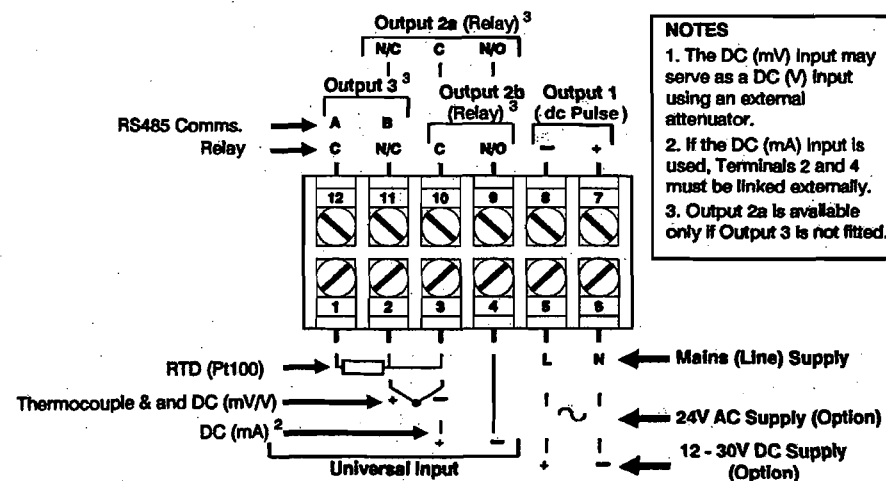 Output 2a (Relay) 3
N/C C N/O
Output 3 3
Output 2b (Relay) 3
Output 1 (dc Pulse)
RS485 Comms. A B
Relay C N/C C N/O − +
12 11 10 9 8 7
1 2 3 4 5 6
RTD (Pt100)
L N Mains (Line) Supply
Thermocouple & and DC (mV/V) + −
24V AC Supply (Option)
DC (mA) 2 + −
Universal Input
+ − 12 - 30V DC Supply (Option)
NOTES
1. The DC (mV) Input may
serve as a DC (V) Input
using an external
attenuator.
2. If the DC (mA) Input is
used, Terminals 2 and 4
must be linked externally.
3. Output 2a is available
only if Output 3 is not fitted.